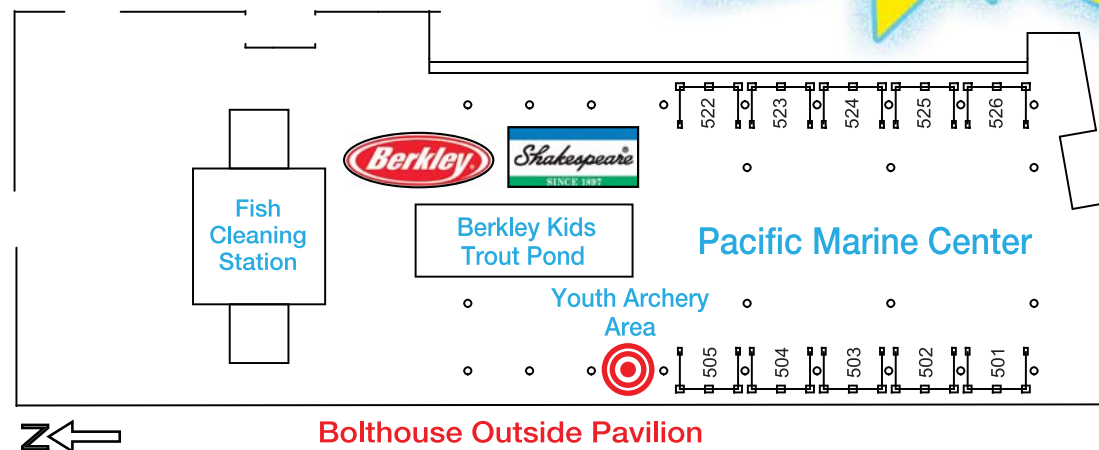 522
523
524
525
526
Berkley
Shakespeare
SINCE 1897
Fish
Cleaning
Station
Berkley Kids
Trout Pond
Pacific Marine Center
Youth Archery
Area
505
504
503
502
501
N
Bolthouse Outside Pavilion